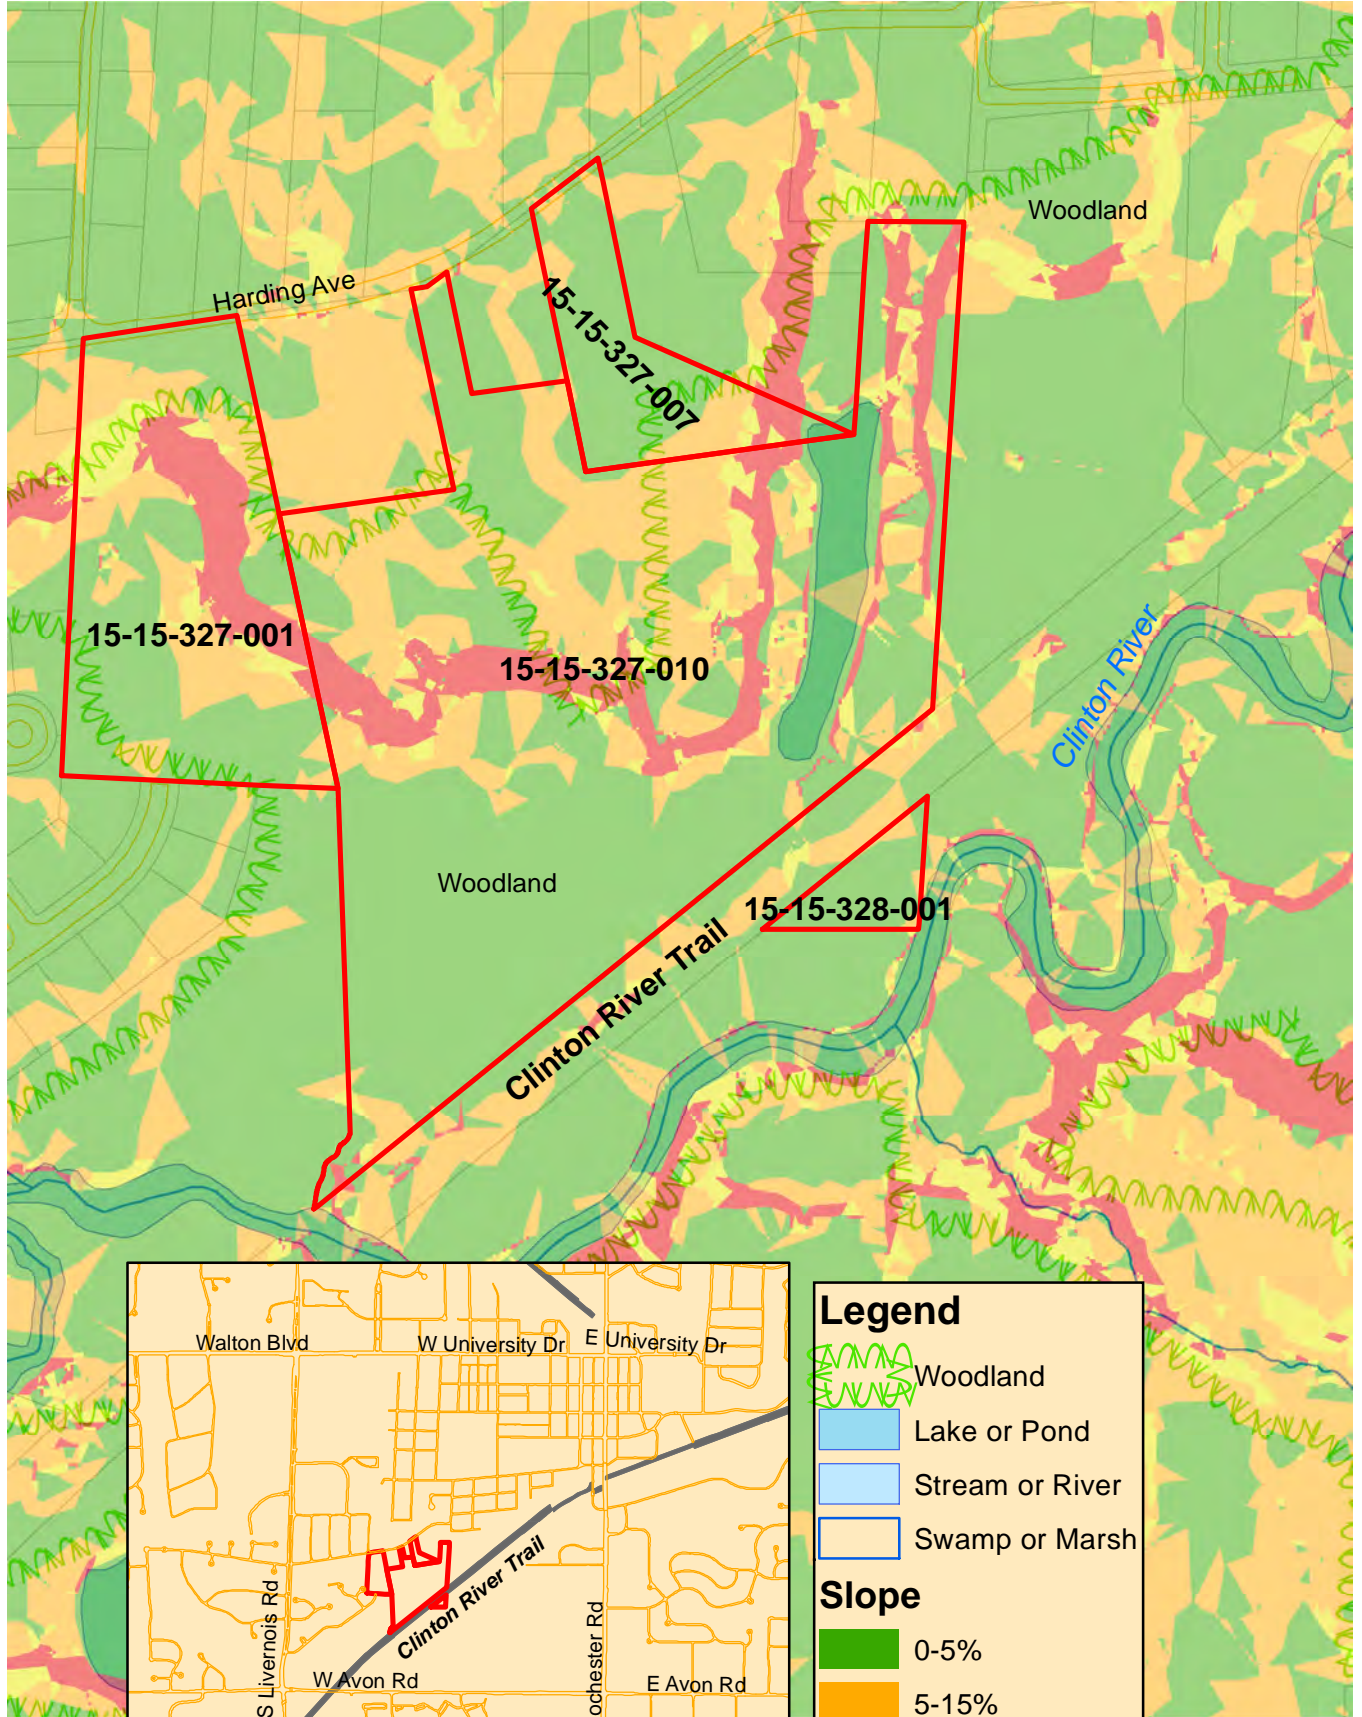 Woodland
Harding Ave
15-15-327-007
15-15-327-001
15-15-327-010
Clinton River
Woodland
15-15-328-001
Clinton River Trail
Walton Blvd
W University Dr
E University Dr
Clinton River Trail
S Livernois Rd
ochester Rd
W Avon Rd
E Avon Rd
Legend
Woodland
Lake or Pond
Stream or River
Swamp or Marsh
Slope
0-5%
5-15%